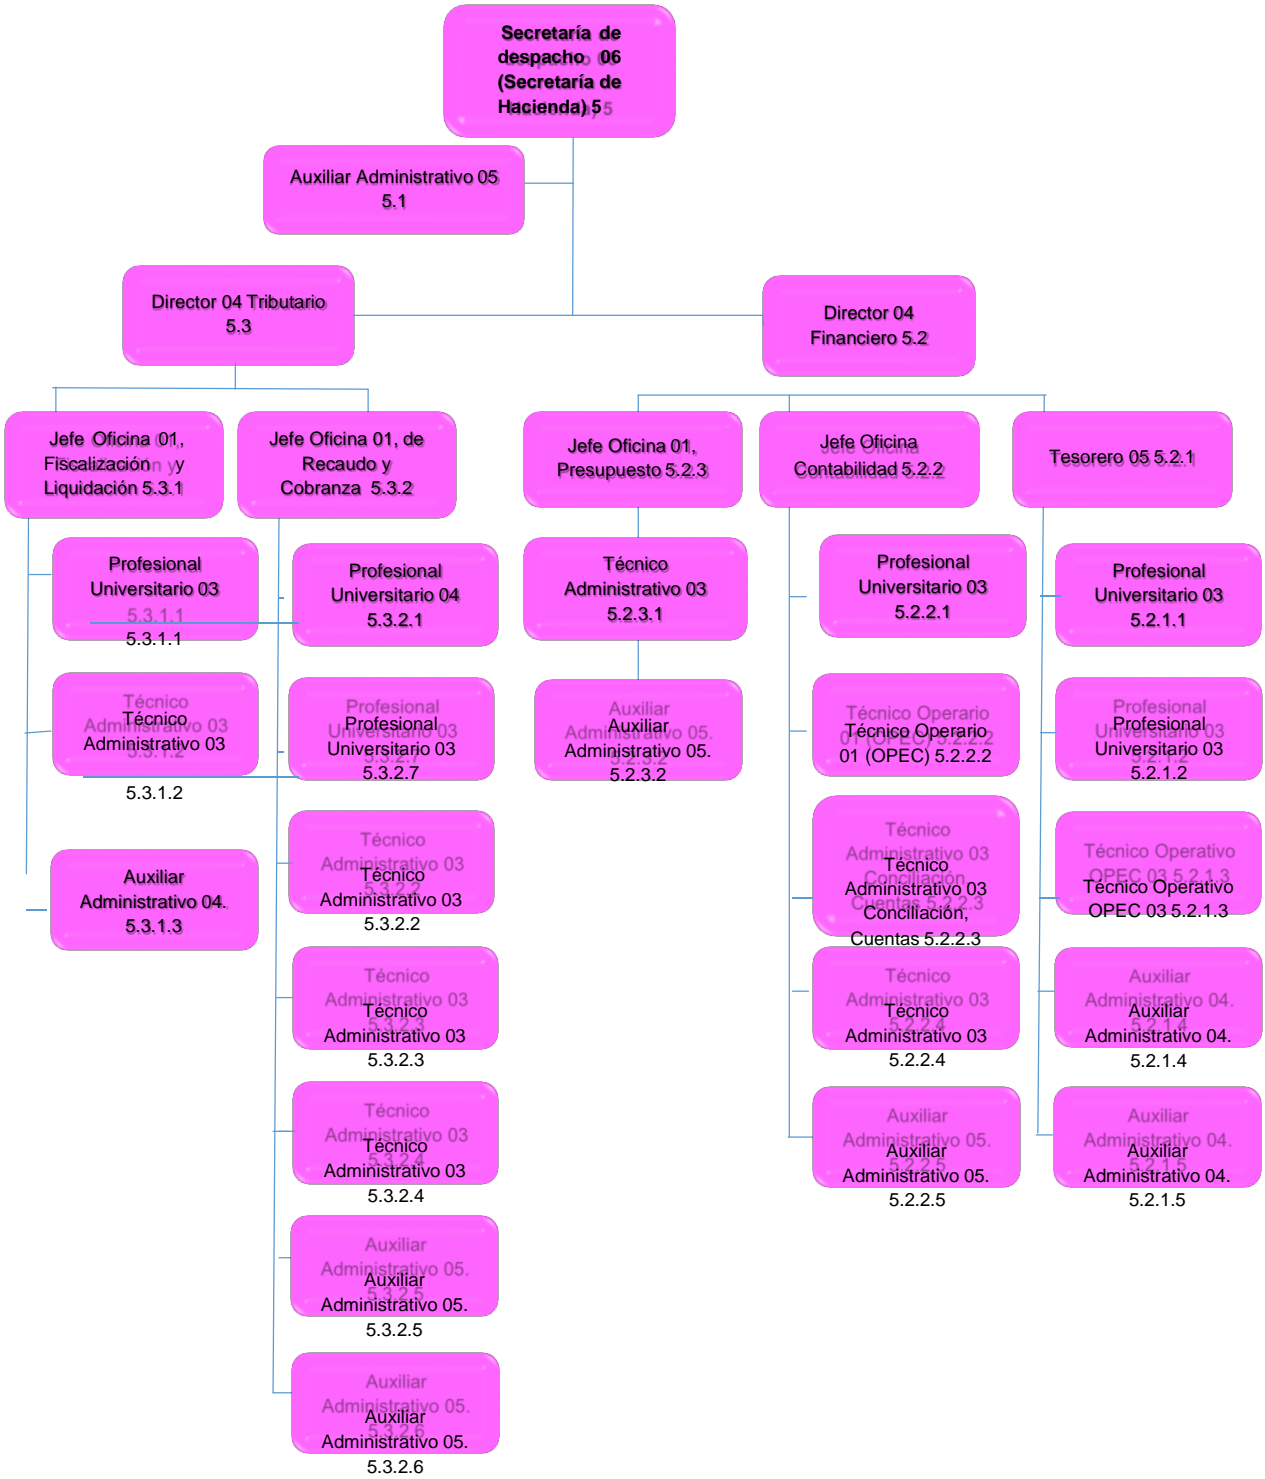 Secretaría de
despacho 06
(Secretaría de
Hacienda) 5
Auxiliar Administrativo 05
5.1
Director 04 Tributario
5.3
Director 04
Financiero 5.2
Jefe Oficina 01,
Fiscalización y
Liquidación 5.3.1
Jefe Oficina 01, de
Recaudo y
Cobranza 5.3.2
Jefe Oficina 01,
Presupuesto 5.2.3
Jefe Oficina
Contabilidad 5.2.2
Tesorero 05 5.2.1
Profesional
Universitario 03
5.3.1.1
Profesional
Universitario 04
5.3.2.1
Técnico
Administrativo 03
5.2.3.1
Profesional
Universitario 03
5.2.2.1
Profesional
Universitario 03
5.2.1.1
Técnico
Administrativo 03
5.3.1.2
Profesional
Universitario 03
5.3.2.7
Auxiliar
Administrativo 05.
5.2.3.2
Técnico Operario
01 (OPEC) 5.2.2.2
Profesional
Universitario 03
5.2.1.2
Auxiliar
Administrativo 04.
5.3.1.3
Técnico
Administrativo 03
5.3.2.2
Técnico
Administrativo 03
Conciliación,
Cuentas 5.2.2.3
Técnico Operativo
OPEC 03 5.2.1.3
Técnico
Administrativo 03
5.3.2.3
Técnico
Administrativo 03
5.2.2.4
Auxiliar
Administrativo 04.
5.2.1.4
Técnico
Administrativo 03
5.3.2.4
Auxiliar
Administrativo 05.
5.2.2.5
Auxiliar
Administrativo 04.
5.2.1.5
Auxiliar
Administrativo 05.
5.3.2.5
Auxiliar
Administrativo 05.
5.3.2.6